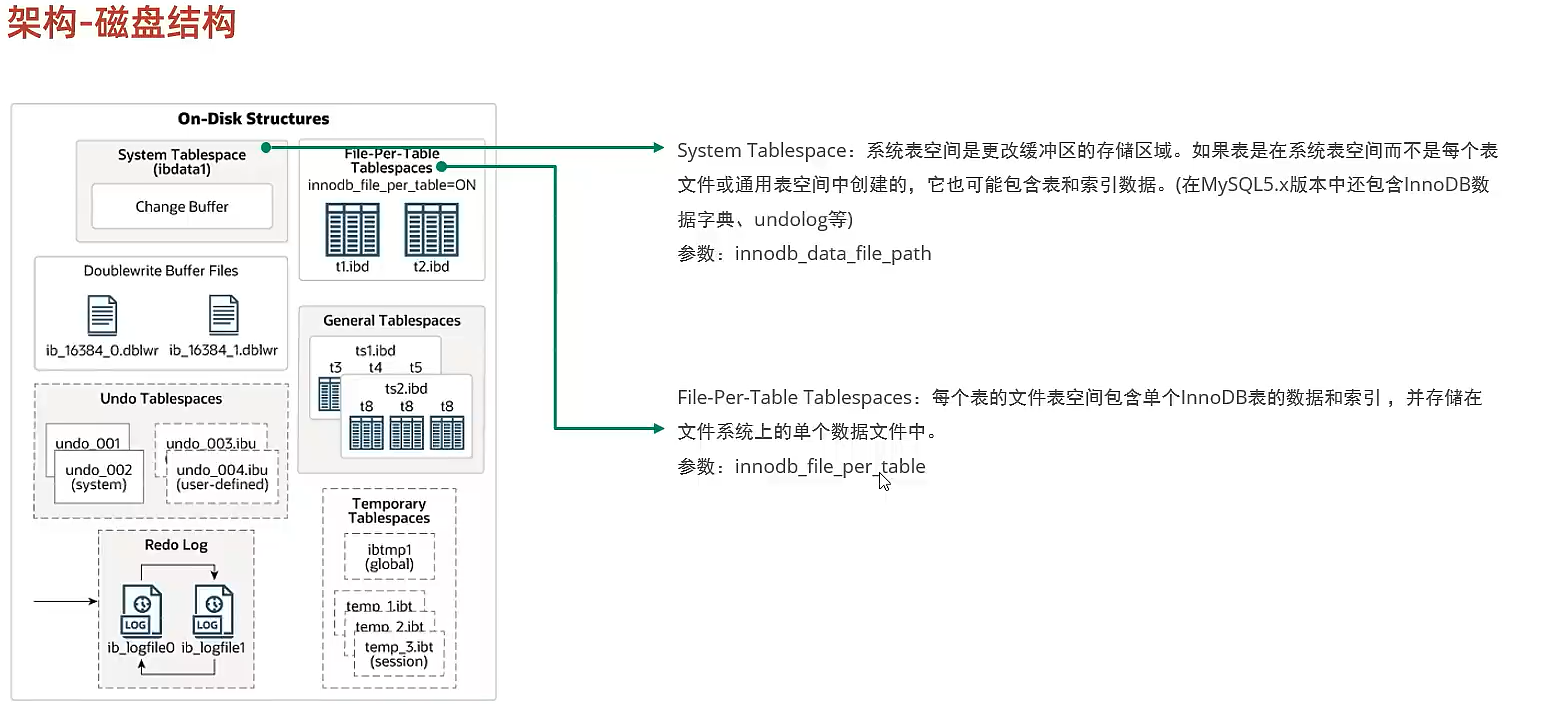 架构-磁盘结构
On-Disk Structures
System Tablespace
(ibdata1)
Change Buffer
File-Per-Table
Tablespaces
innodb_file_per_table=ON
t1.ibd
t2.ibd
Doublewrite Buffer Files
ib_16384_0.dblwr
ib_16384_1.dblwr
General Tablespaces
ts1.ibd
t3 t4 t5
ts2.ibd
t8 t8 t8
Undo Tablespaces
undo_001
undo_002
(system)
undo_003.ibu
undo_004.ibu
(user-defined)
Temporary
Tablespaces
ibtmp1
(global)
temp_1.ibt
temp_2.ibt
temp_3.ibt
(session)
Redo Log
LOG
LOG
ib_logfile0
ib_logfile1
System Tablespace：系统表空间是更改缓冲区的存储区域。如果表是在系统表空间而不是每个表
文件或通用表空间中创建的，它也可能包含表和索引数据。(在MySQL5.x版本中还包含InnoDB数
据字典、undolog等)
参数：innodb_data_file_path
File-Per-Table Tablespaces：每个表的文件表空间包含单个InnoDB表的数据和索引 ，并存储在
文件系统上的单个数据文件中。
参数：innodb_file_per_table